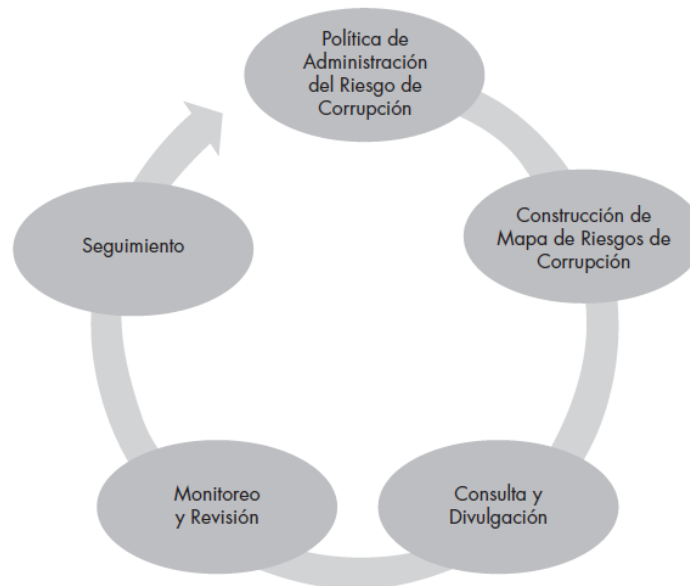 Política de
Administración
del Riesgo de
Corrupción
Construcción de
Mapa de Riesgos de
Corrupción
Consulta y
Divulgación
Monitoreo
y Revisión
Seguimiento